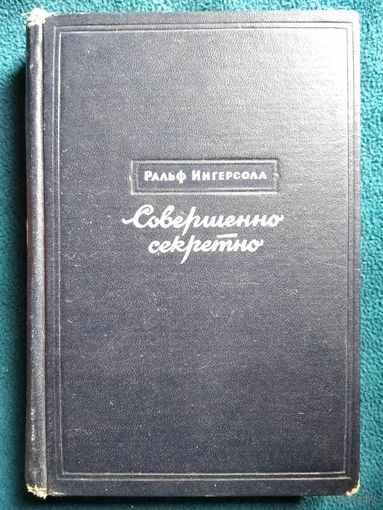 Ральф Ингерсолл
Совершенно
секретно